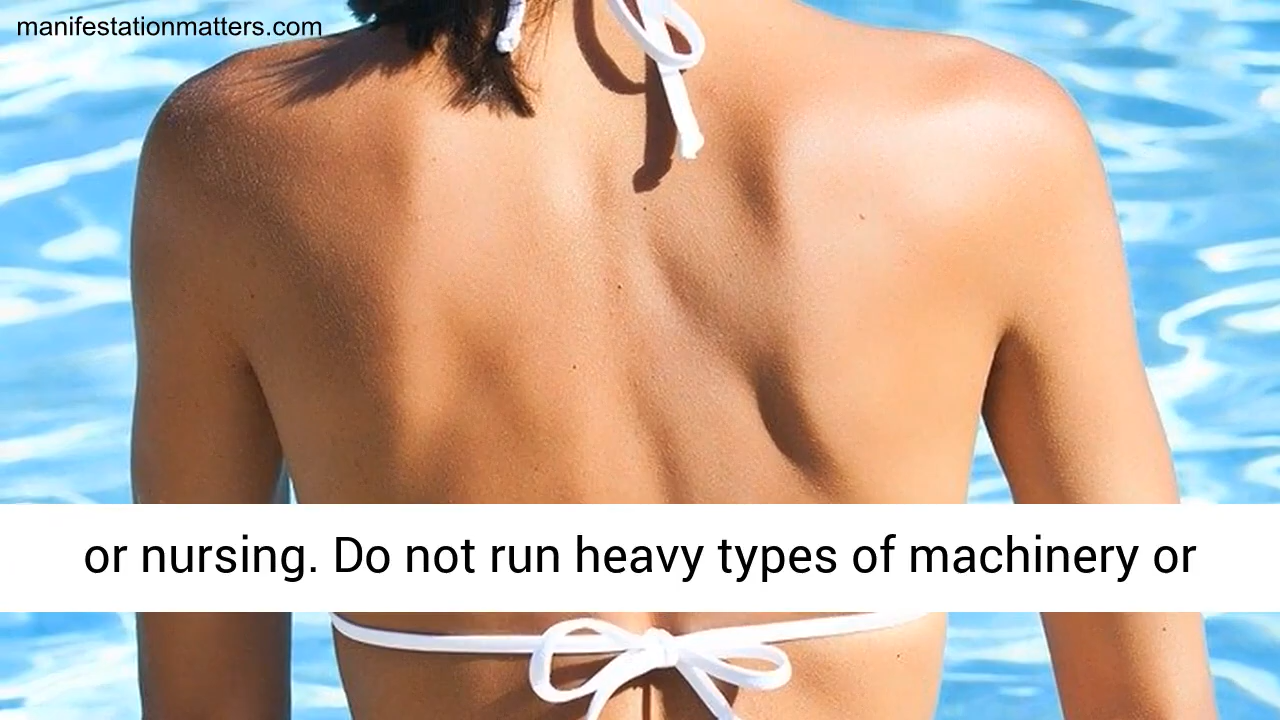 manifestationmatters.com
or nursing. Do not run heavy types of machinery or